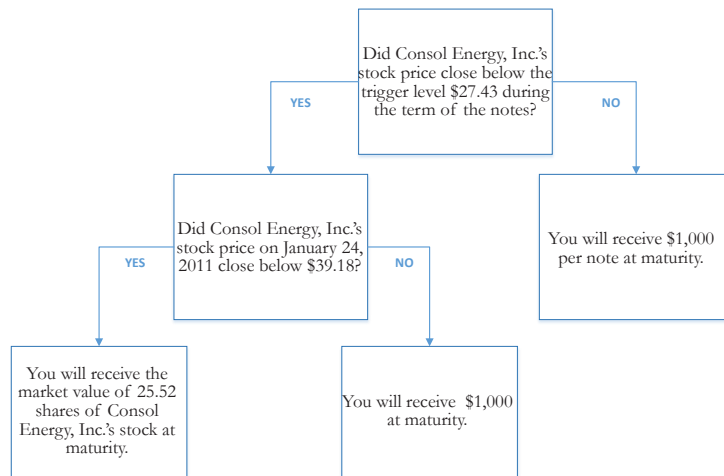 Did Consol Energy, Inc.'s
stock price close below the
trigger level $27.43 during
the term of the notes?
YES
NO
Did Consol Energy, Inc.'s
stock price on January 24,
2011 close below $39.18?
You will receive $1,000
per note at maturity.
YES
NO
You will receive the
market value of 25.52
shares of Consol
Energy, Inc.'s stock at
maturity.
You will receive $1,000
at maturity.